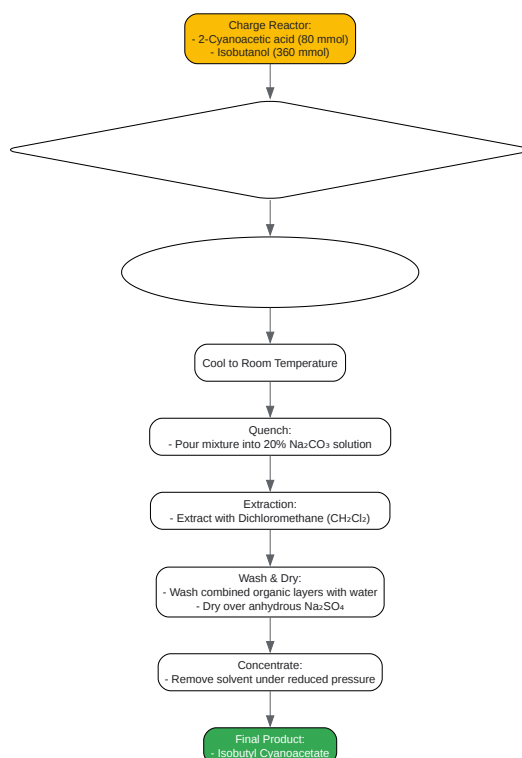 Charge Reactor:
- 2-Cyanoacetic acid (80 mmol)
- Isobutanol (360 mmol)
Cool to Room Temperature
Quench:
- Pour mixture into 20% Na₂CO₃ solution
Extraction:
- Extract with Dichloromethane (CH₂Cl₂)
Wash & Dry:
- Wash combined organic layers with water
- Dry over anhydrous Na₂SO₄
Concentrate:
- Remove solvent under reduced pressure
Final Product:
- Isobutyl Cyanoacetate